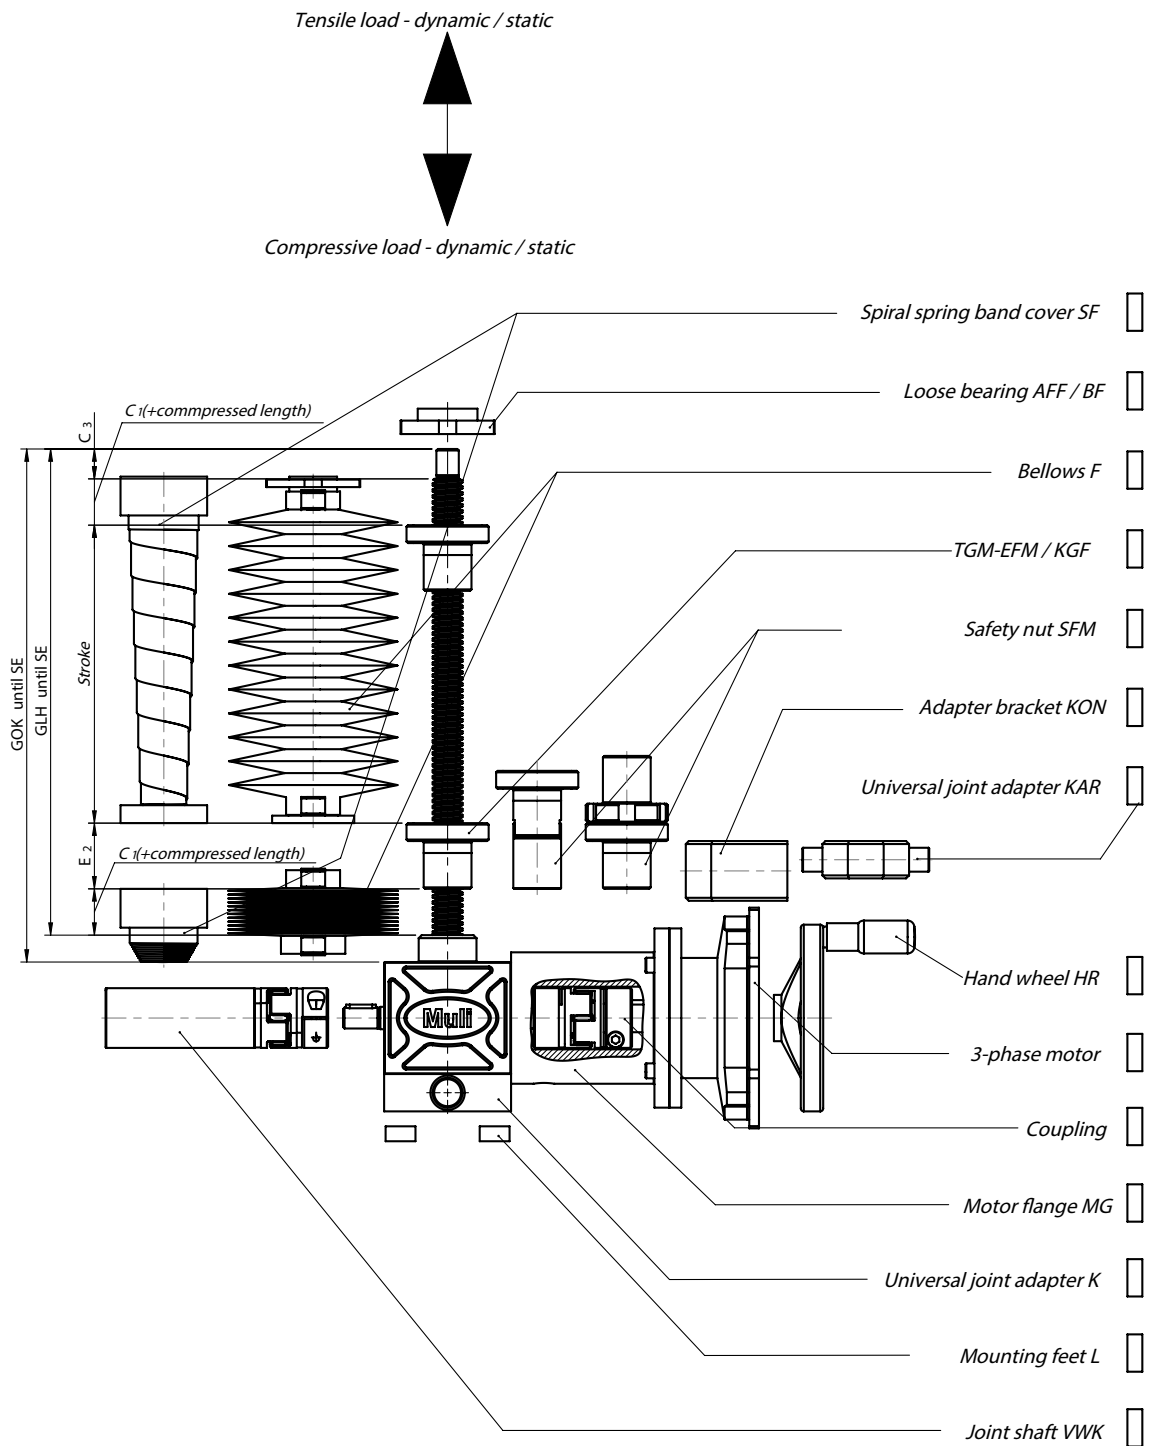 Tensile load - dynamic / static
Compressive load - dynamic / static
Spiral spring band cover SF
Loose bearing AFF / BF
C 1(+commpressed length)
C 3
Bellows F
TGM-EFM / KGF
Safety nut SFM
GOK until SE
GLH until SE
Stroke
Adapter bracket KON
Universal joint adapter KAR
E 2
C 1(+commpressed length)
Hand wheel HR
Muli
3-phase motor
Coupling
Motor flange MG
Universal joint adapter K
Mounting feet L
Joint shaft VWK